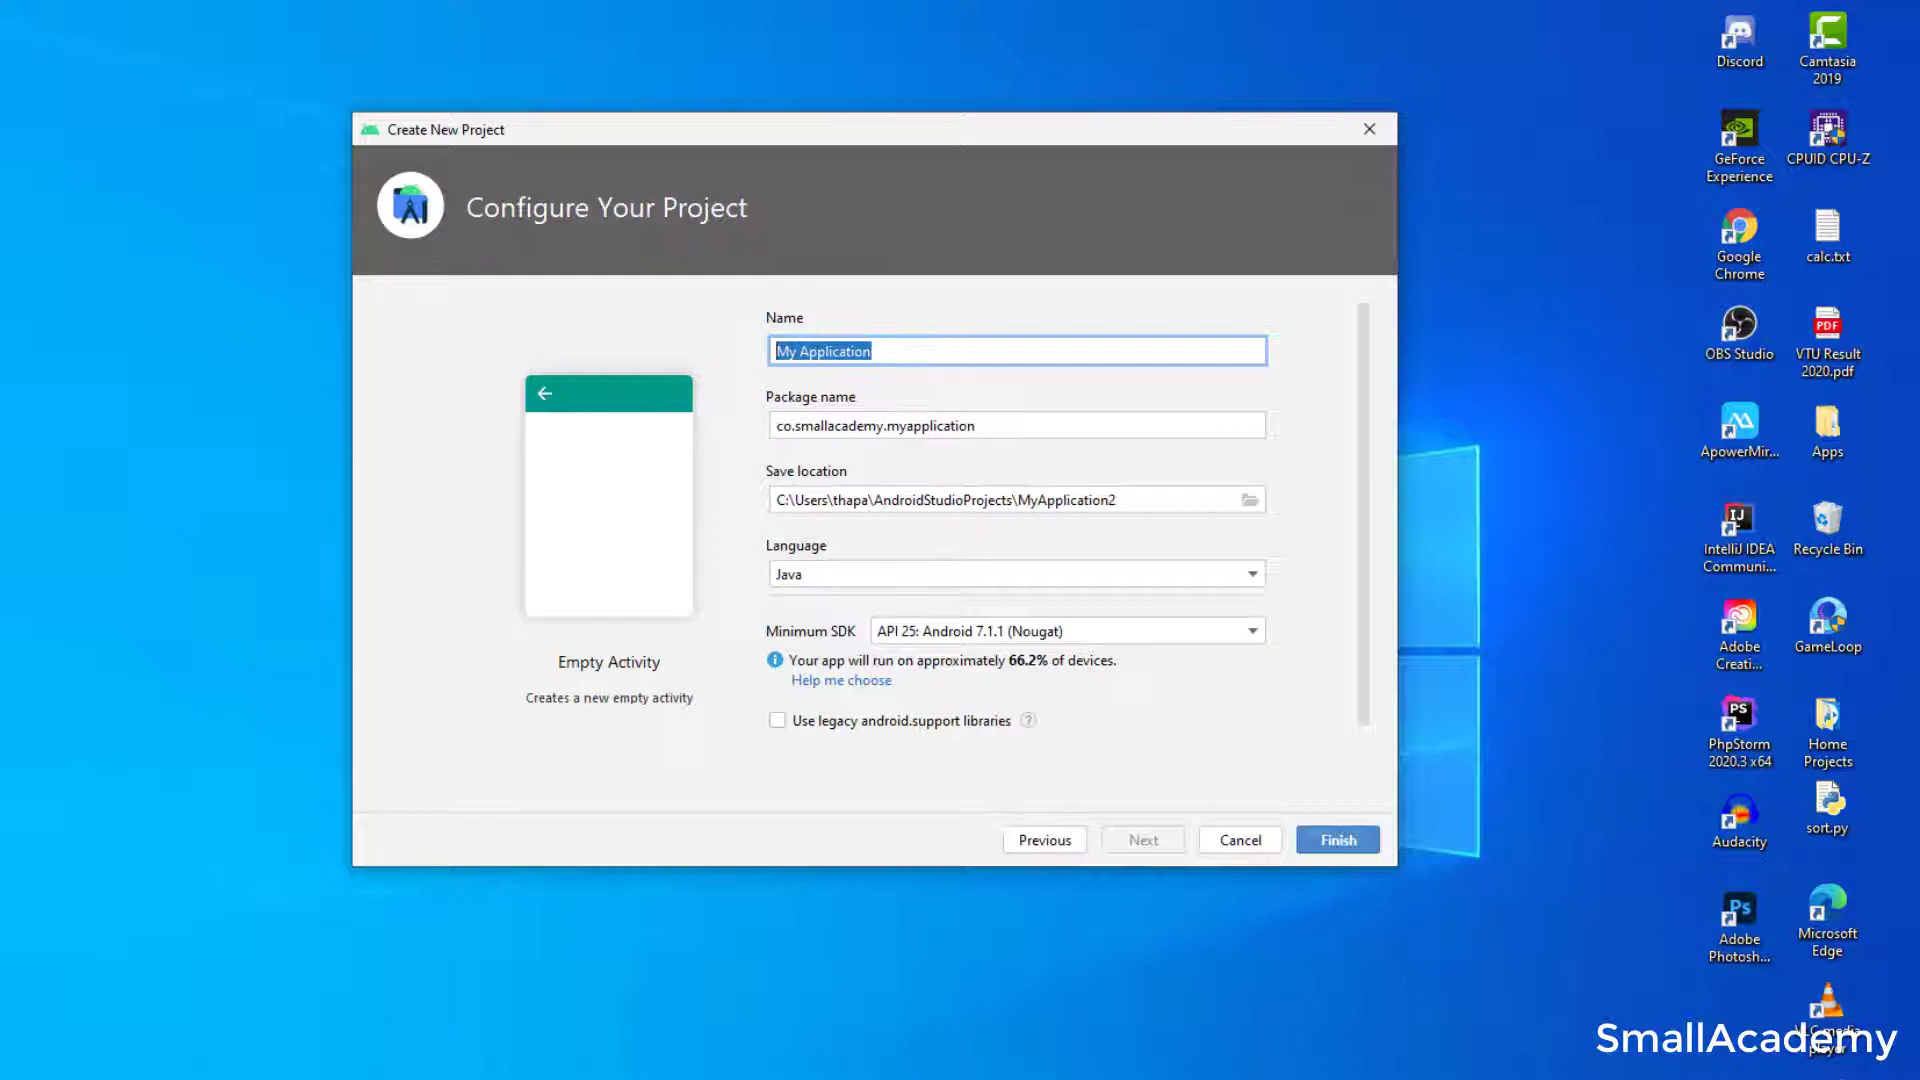 Create New Project
Configure Your Project
Name
My Application
Package name
co.smallacademy.myapplication
Save location
C:\Users\thapa\AndroidStudioProjects\MyApplication2
Language
Java
Minimum SDK
API 25: Android 7.1.1 (Nougat)
Your app will run on approximately 66.2% of devices.
Help me choose
Use legacy android.support libraries
?
Empty Activity
Creates a new empty activity
Previous
Next
Cancel
Finish
Discord
Camtasia
2019
GeForce
Experience
CPUID CPU-Z
Google
Chrome
calc.txt
OBS Studio
PDF
VTU Result
2020.pdf
ApowerMir...
Apps
IJ
IntelliJ IDEA
Communi...
Recycle Bin
Adobe
Creati...
GameLoop
PS
PhpStorm
2020.3 x64
Home
Projects
Audacity
sort.py
Ps
Adobe
Photosh...
Microsoft
Edge
VLC media
player
SmallAcademy